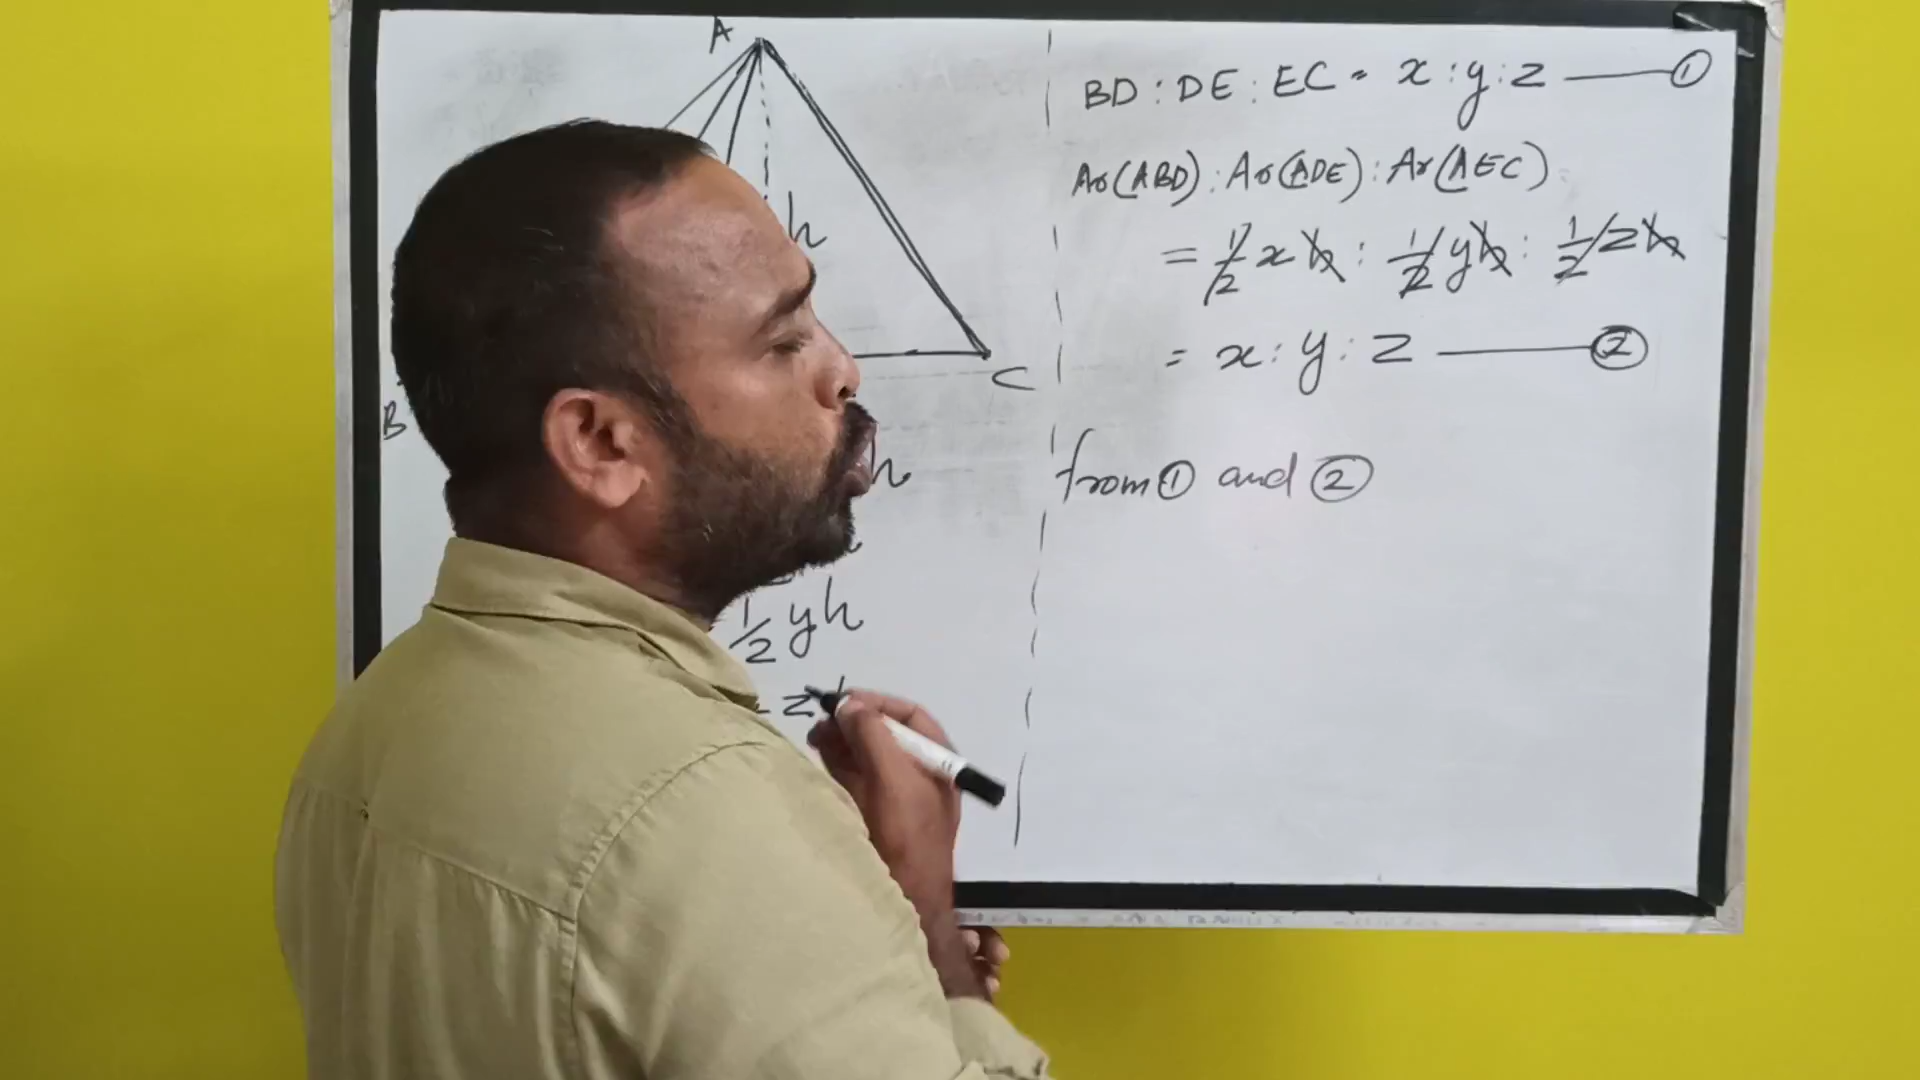 A
h
C
B
h
1/2 yh
z
BD : DE : EC = x : y : z —— ①
Ar(ABD) : Ar(ADE) : Ar(AEC)
= 1/2 x h : 1/2 y h : 1/2 z h
= x : y : z —— ②
from ① and ②